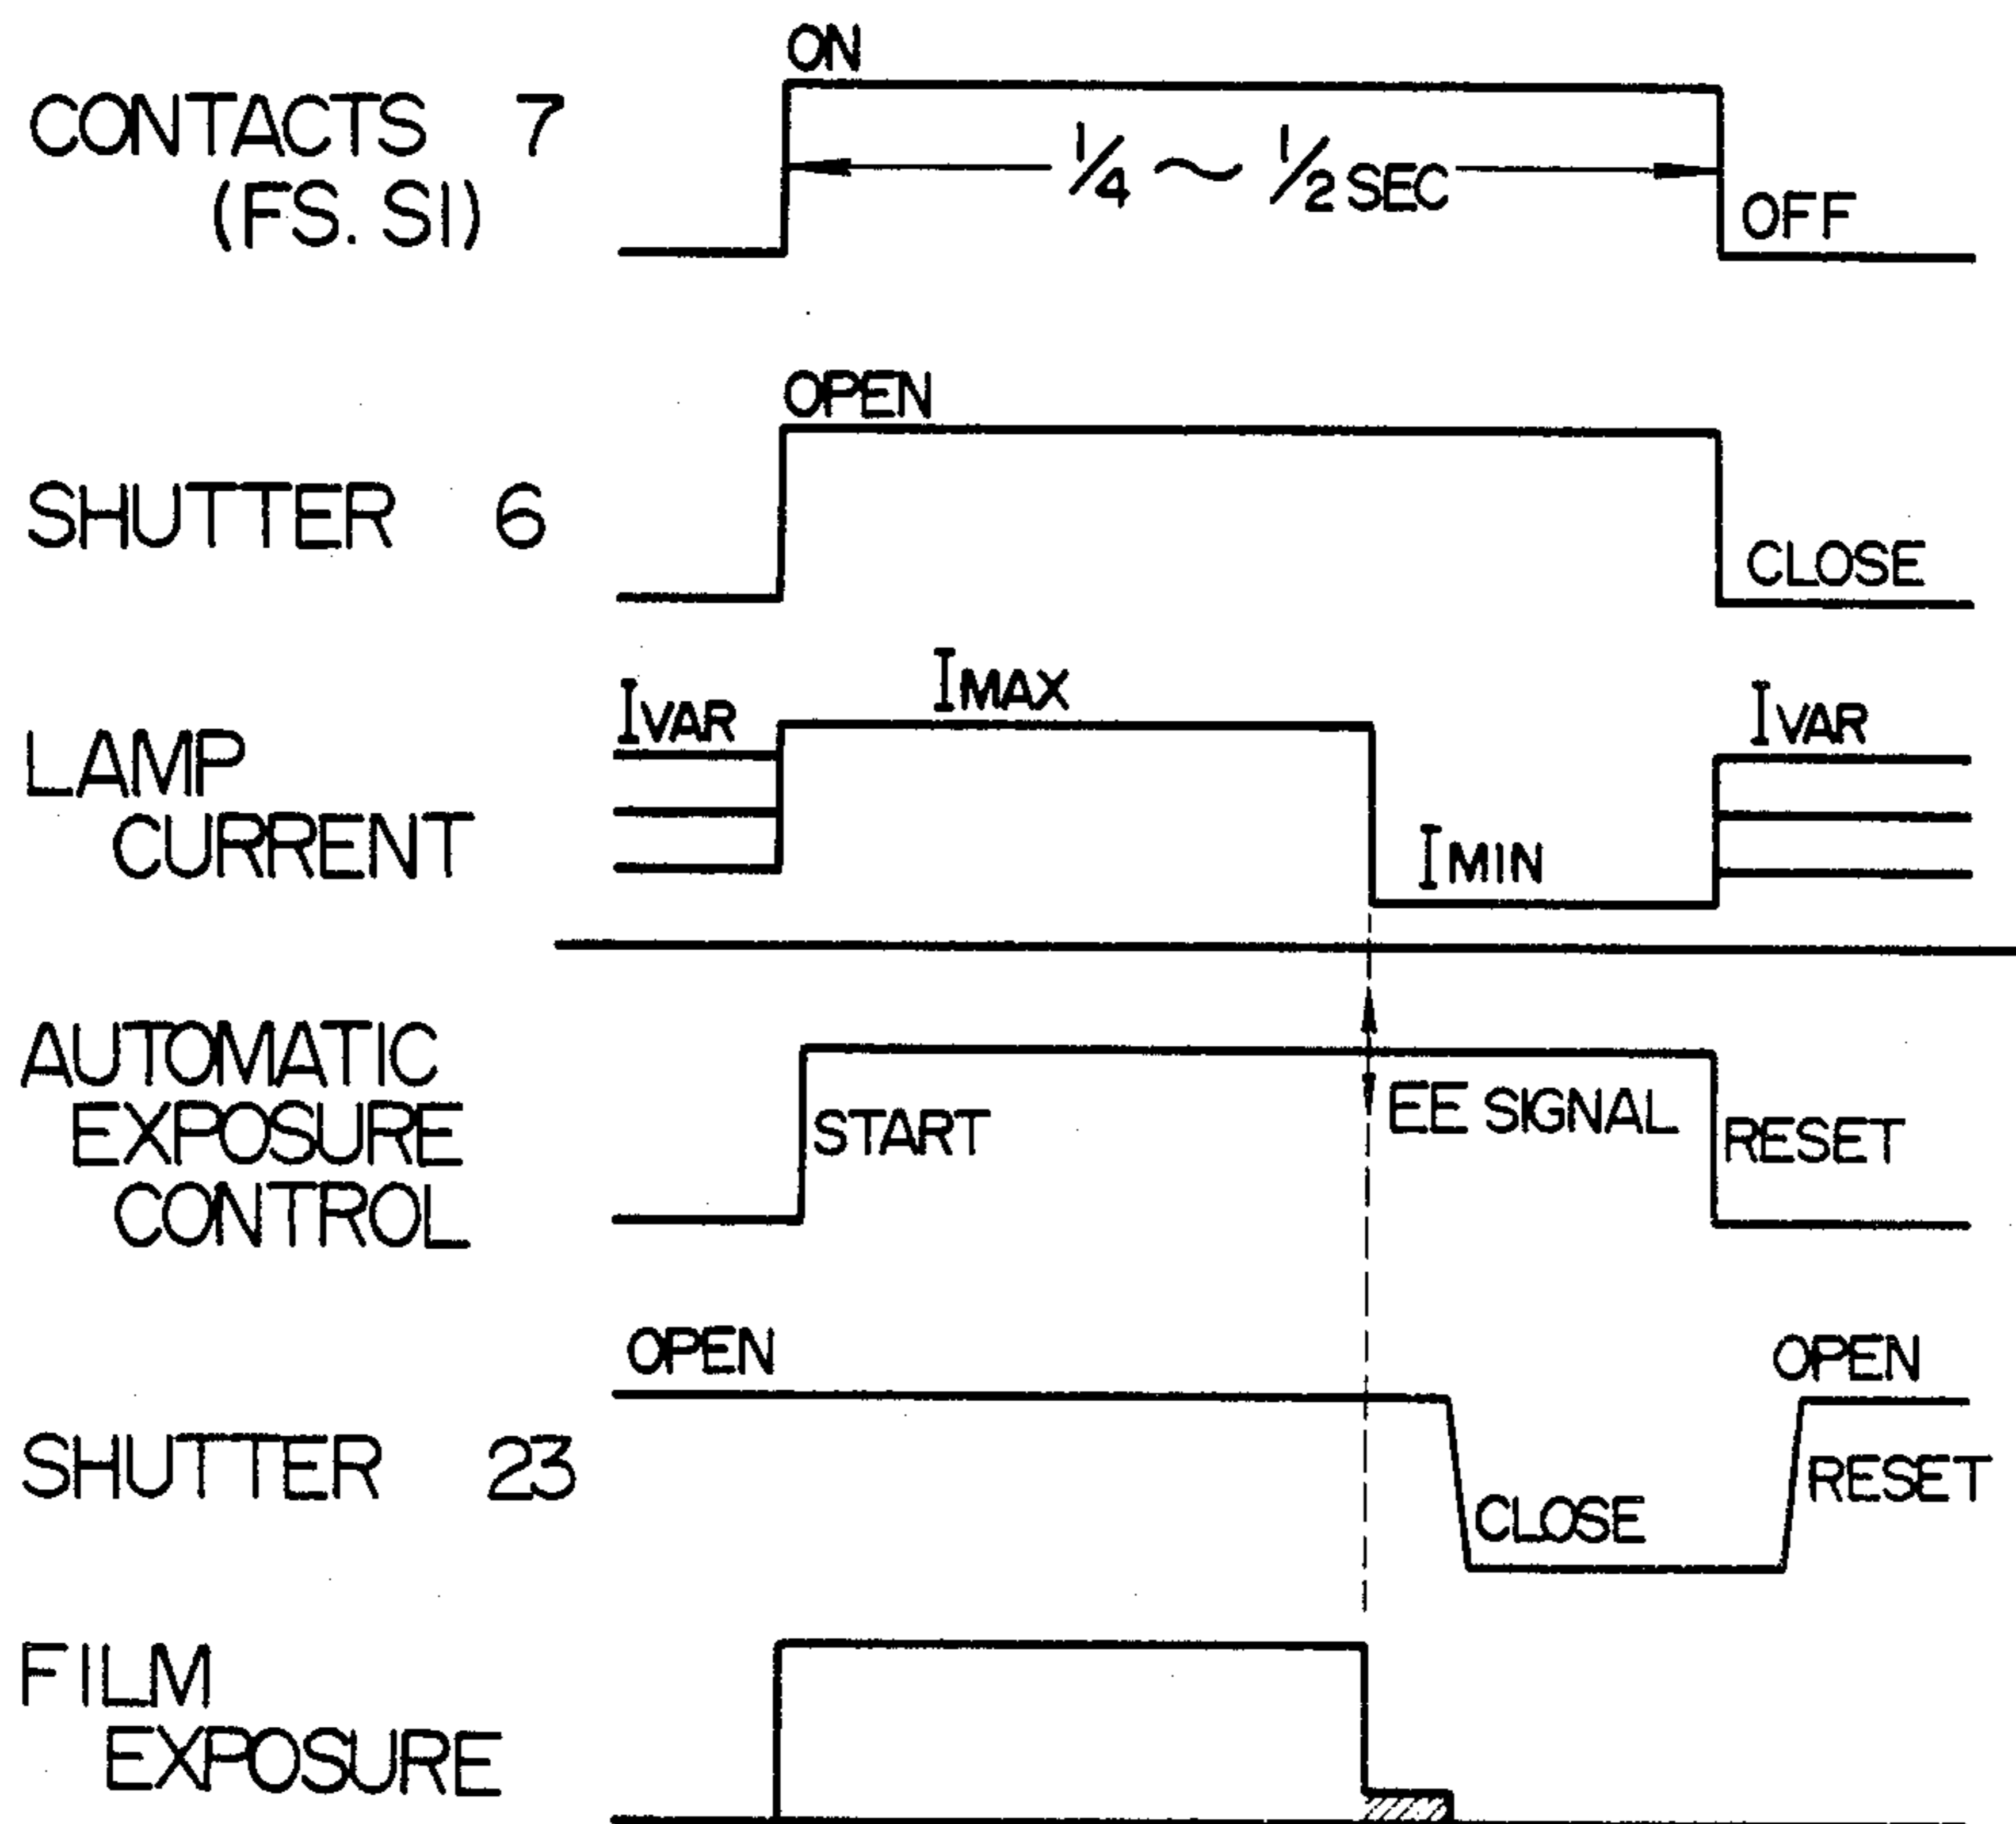 ON
CONTACTS 7
(FS. S1)
1/4 ~ 1/2 SEC
OFF
OPEN
SHUTTER 6
CLOSE
IMAX
IVAR
IVAR
LAMP
CURRENT
IMIN
AUTOMATIC
EXPOSURE
CONTROL
START
EE SIGNAL
RESET
OPEN
OPEN
SHUTTER 23
RESET
CLOSE
FILM
EXPOSURE